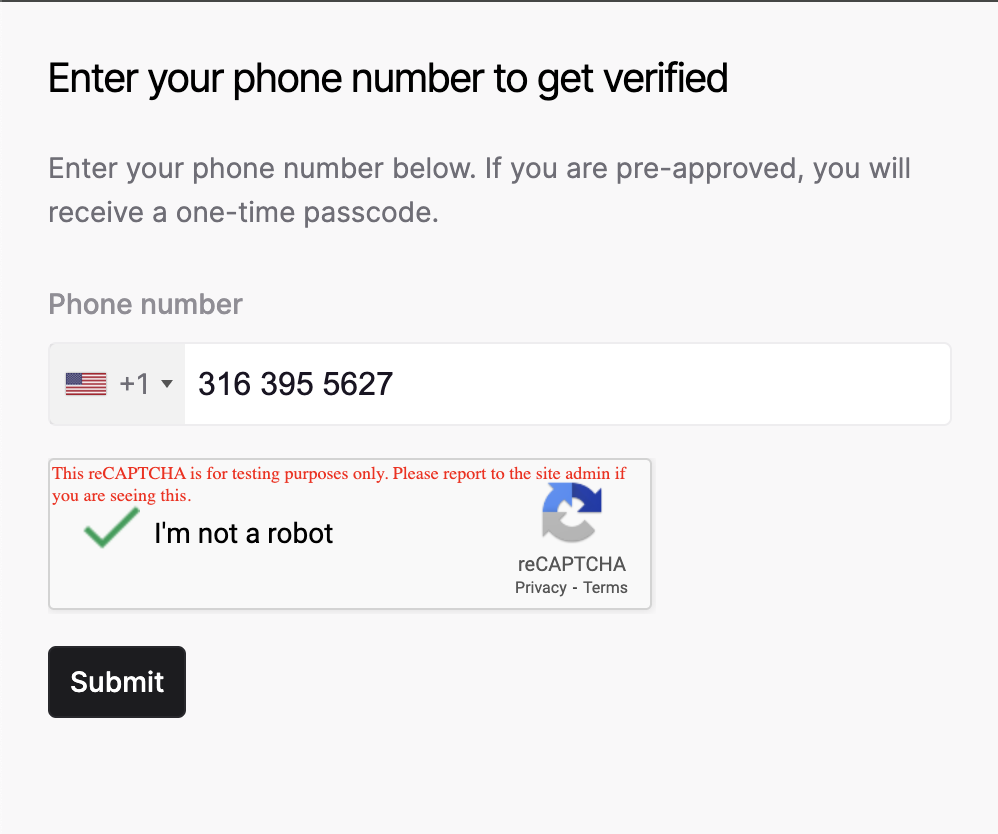 Enter your phone number to get verified
Enter your phone number below. If you are pre-approved, you will
receive a one-time passcode.
Phone number
+1 316 395 5627
This reCAPTCHA is for testing purposes only. Please report to the site admin if
you are seeing this.
I'm not a robot
reCAPTCHA
Privacy - Terms
Submit